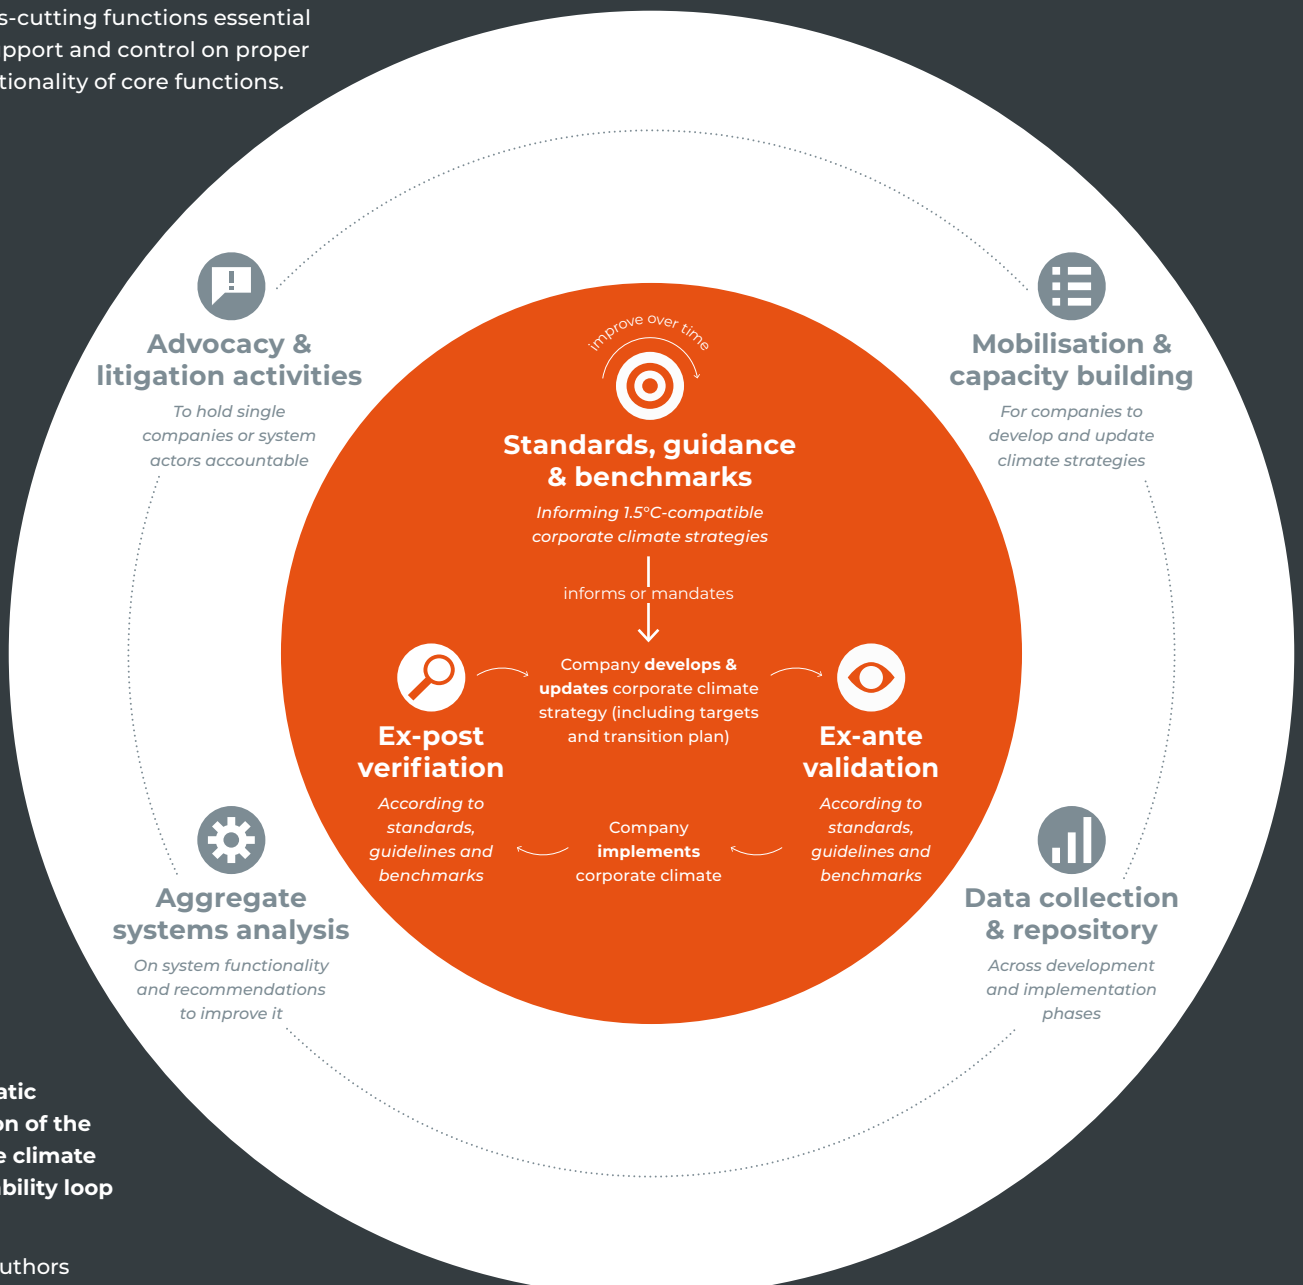 s-cutting functions essential
upport and control on proper
tionality of core functions.
Advocacy &
litigation activities
To hold single
companies or system
actors accountable
Mobilisation &
capacity building
For companies to
develop and update
climate strategies
improve over time
Standards, guidance
& benchmarks
Informing 1.5°C-compatible
corporate climate strategies
informs or mandates
Company develops &
updates corporate climate
strategy (including targets
and transition plan)
Ex-post
verifiation
According to
standards,
guidelines and
benchmarks
Ex-ante
validation
According to
standards,
guidelines and
benchmarks
Company
implements
corporate climate
Aggregate
systems analysis
On system functionality
and recommendations
to improve it
Data collection
& repository
Across development
and implementation
phases
atic
on of the
e climate
ability loop
uthors